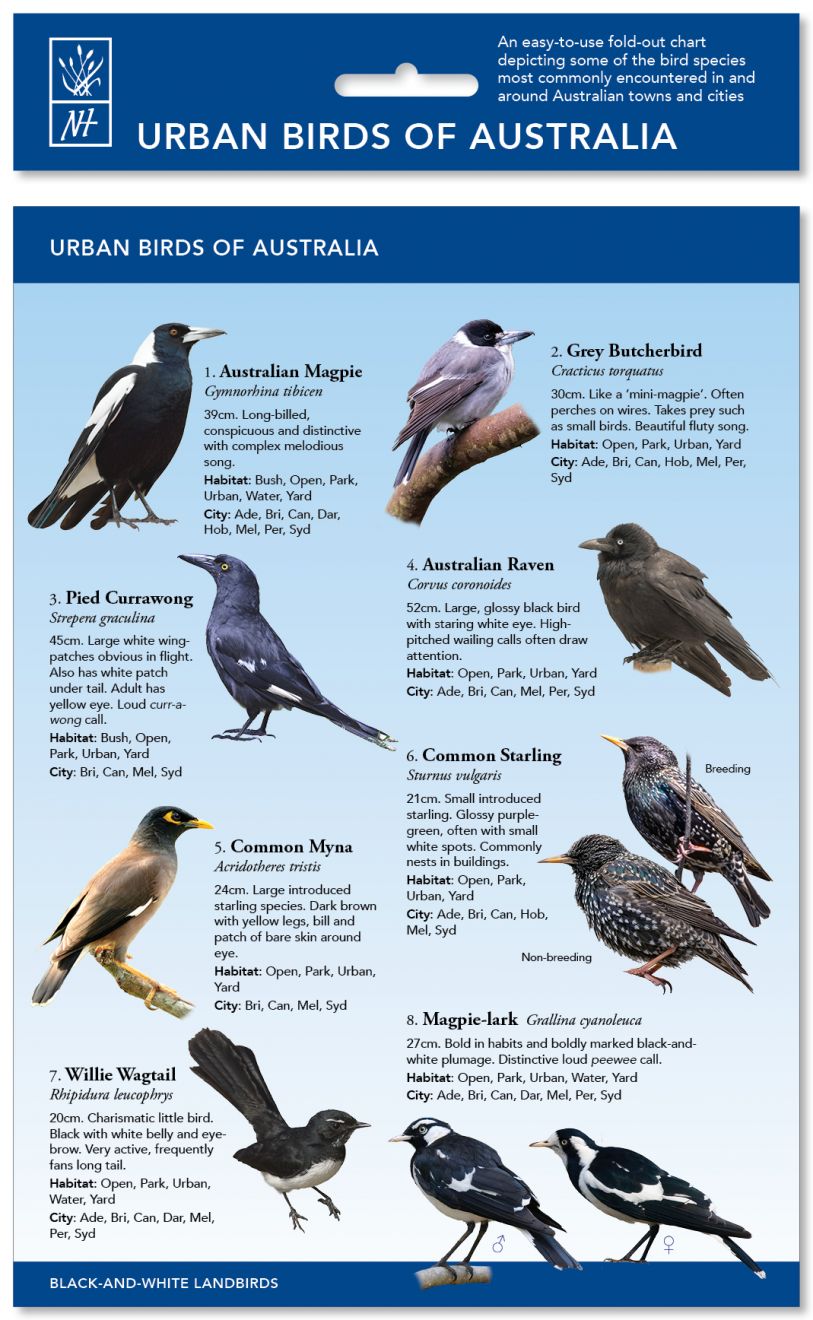 An easy-to-use fold-out chart
depicting some of the bird species
most commonly encountered in and
around Australian towns and cities
NH
URBAN BIRDS OF AUSTRALIA
URBAN BIRDS OF AUSTRALIA
1. Australian Magpie
Gymnorhina tibicen
39cm. Long-billed,
conspicuous and distinctive
with complex melodious
song.
Habitat: Bush, Open, Park,
Urban, Water, Yard
City: Ade, Bri, Can, Dar,
Hob, Mel, Per, Syd
2. Grey Butcherbird
Cracticus torquatus
30cm. Like a ‘mini-magpie’. Often
perches on wires. Takes prey such
as small birds. Beautiful fluty song.
Habitat: Open, Park, Urban, Yard
City: Ade, Bri, Can, Hob, Mel, Per,
Syd
3. Pied Currawong
Strepera graculina
45cm. Large white wing-
patches obvious in flight.
Also has white patch
under tail. Adult has
yellow eye. Loud curr-a-
wong call.
Habitat: Bush, Open,
Park, Urban, Yard
City: Bri, Can, Mel, Syd
4. Australian Raven
Corvus coronoides
52cm. Large, glossy black bird
with staring white eye. High-
pitched wailing calls often draw
attention.
Habitat: Open, Park, Urban, Yard
City: Ade, Bri, Can, Mel, Per, Syd
5. Common Myna
Acridotheres tristis
24cm. Large introduced
starling species. Dark brown
with yellow legs, bill and
patch of bare skin around
eye.
Habitat: Open, Park, Urban,
Yard
City: Bri, Can, Mel, Syd
6. Common Starling
Sturnus vulgaris
21cm. Small introduced
starling. Glossy purple-
green, often with small
white spots. Commonly
nests in buildings.
Habitat: Open, Park,
Urban, Yard
City: Ade, Bri, Can, Hob,
Mel, Syd
Breeding
Non-breeding
7. Willie Wagtail
Rhipidura leucophrys
20cm. Charismatic little bird.
Black with white belly and eye-
brow. Very active, frequently
fans long tail.
Habitat: Open, Park, Urban,
Water, Yard
City: Ade, Bri, Can, Dar, Mel,
Per, Syd
8. Magpie-lark Grallina cyanoleuca
27cm. Bold in habits and boldly marked black-and-
white plumage. Distinctive loud peewee call.
Habitat: Open, Park, Urban, Water, Yard
City: Ade, Bri, Can, Dar, Mel, Per, Syd
♂ ♀
BLACK-AND-WHITE LANDBIRDS